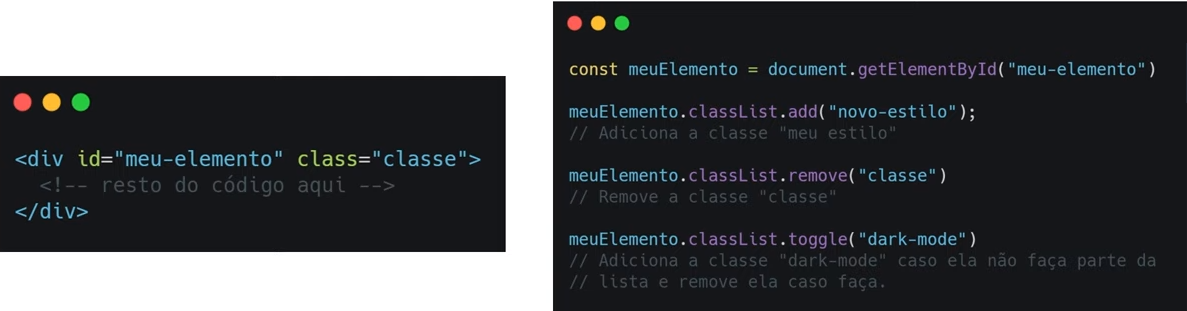 <div id="meu-elemento" class="classe">
<!-- resto do código aqui -->
</div>
const meuElemento = document.getElementById("meu-elemento")
meuElemento.classList.add("novo-estilo");
// Adiciona a classe "meu estilo"
meuElemento.classList.remove("classe")
// Remove a classe "classe"
meuElemento.classList.toggle("dark-mode")
// Adiciona a classe "dark-mode" caso ela não faça parte da
// lista e remove ela caso faça.